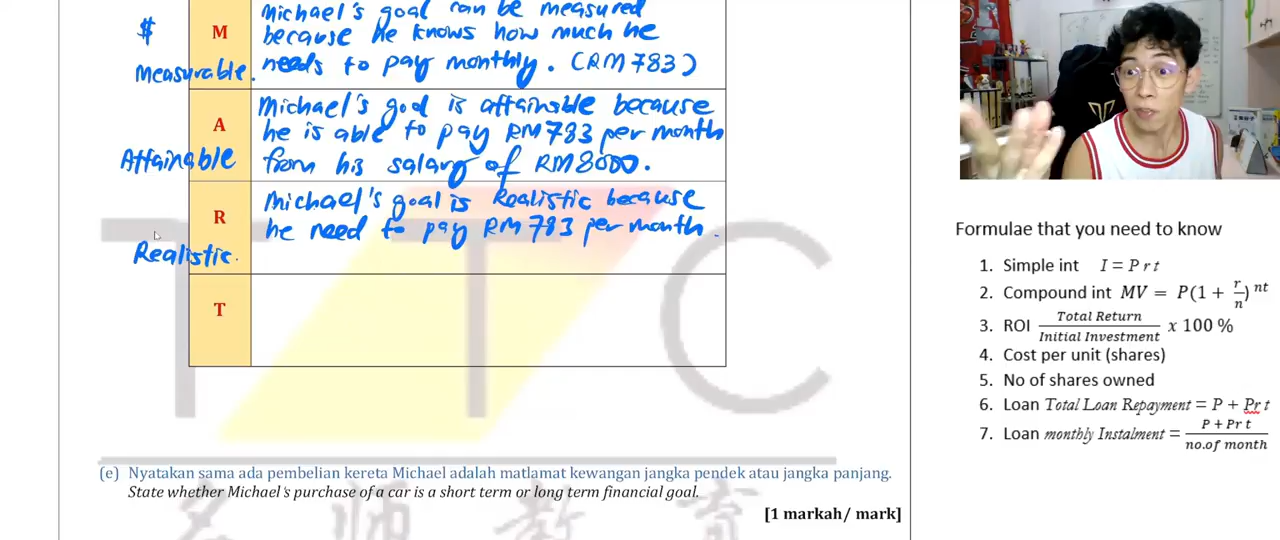 Michael's goal can be measured
$ M because he knows how much he
Measurable. needs to pay monthly. (RM783)
Michael's goal is attainable because
A he is able to pay RM783 per month
Attainable from his salary of RM8000.
Michael's goal is Realistic because
R he need to pay RM783 per month.
Realistic.
T
TTC
名师教育
(e) Nyatakan sama ada pembelian kereta Michael adalah matlamat kewangan jangka pendek atau jangka panjang.
State whether Michael's purchase of a car is a short term or long term financial goal.
[1 markah/ mark]
Formulae that you need to know
1. Simple int I = P r t
2. Compound int MV = P(1 + r/n) nt
3. ROI Total Return / Initial Investment x 100 %
4. Cost per unit (shares)
5. No of shares owned
6. Loan Total Loan Repayment = P + Pr t
7. Loan monthly Instalment = P + Pr t / no.of month